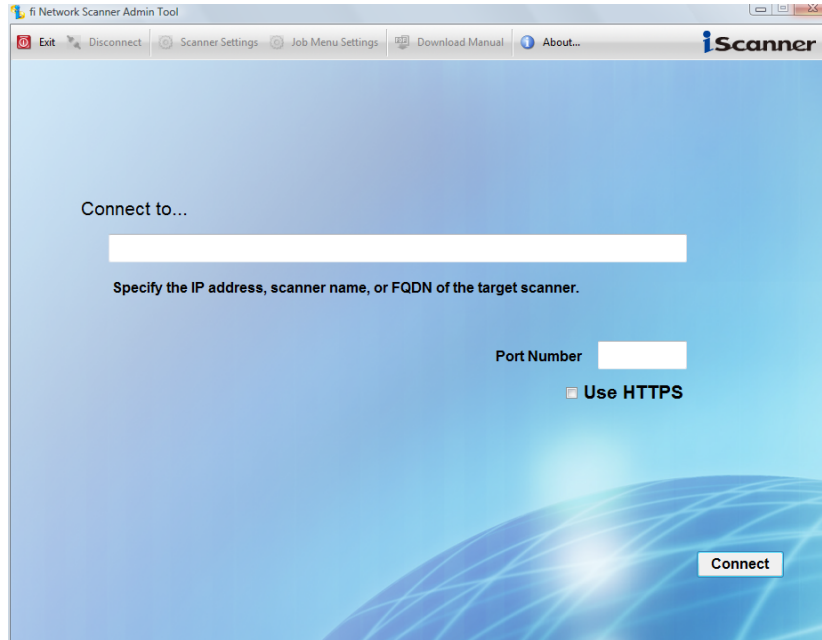 fi Network Scanner Admin Tool
Exit Disconnect Scanner Settings Job Menu Settings Download Manual About... iScanner
Connect to...
Specify the IP address, scanner name, or FQDN of the target scanner.
Port Number
Use HTTPS
Connect